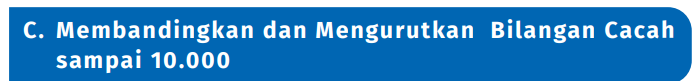 C. Membandingkan dan Mengurutkan Bilangan Cacah
sampai 10.000